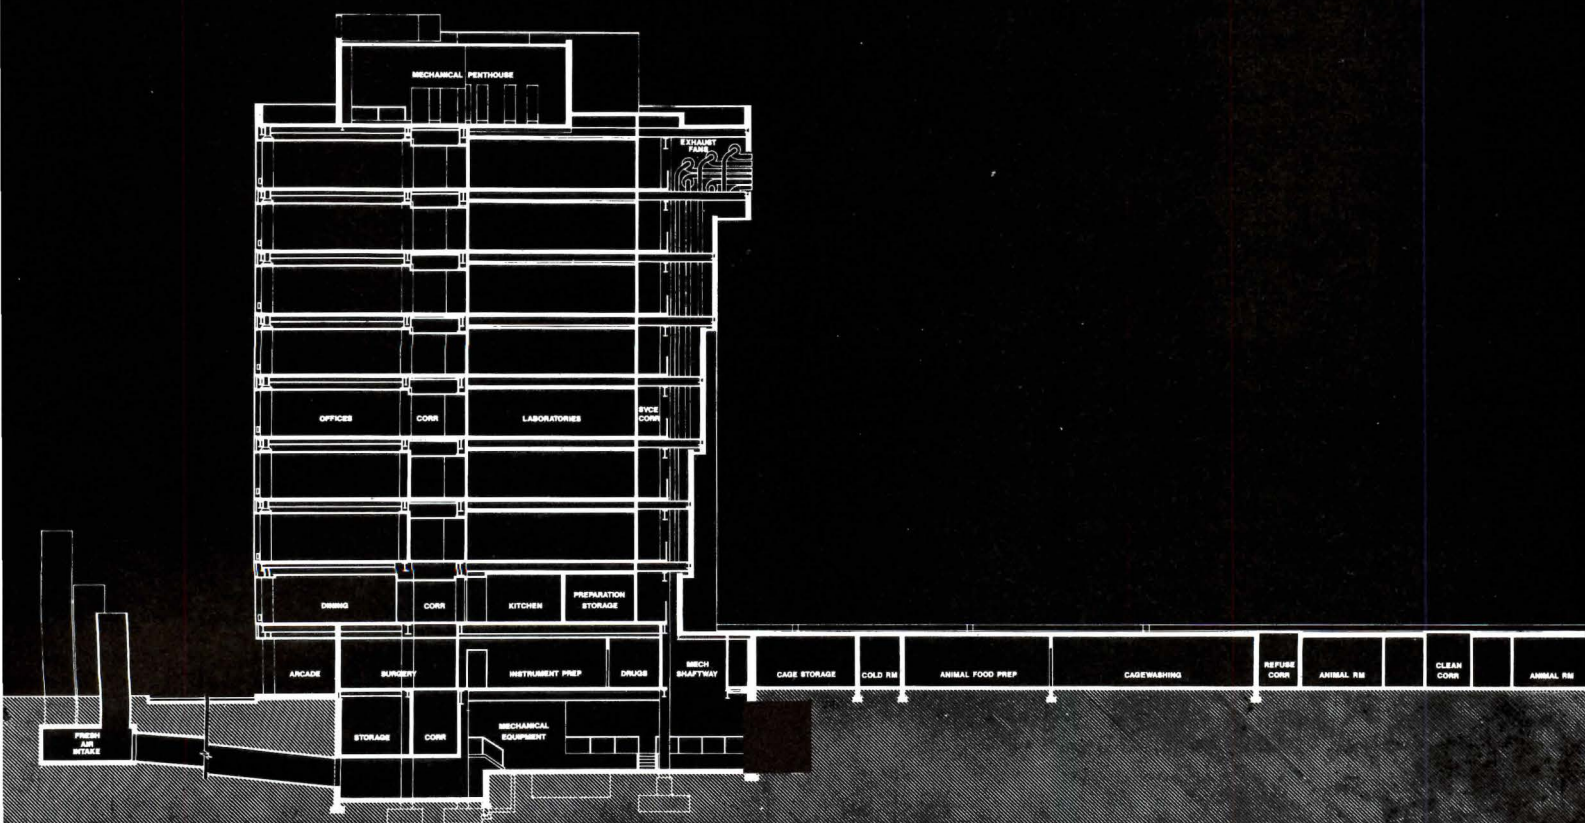 MECHANICAL PENTHOUSE
EXHAUST
FANS
OFFICES
CORR
LABORATORIES
SVCE
CORR
DINING
CORR
KITCHEN
PREPARATION
STORAGE
ARCADE
SURGERY
INSTRUMENT PREP
DRUGS
MECH
SHAFTWAY
CAGE STORAGE
COLD RM
ANIMAL FOOD PREP
CAGEWASHING
REFUSE
CORR
ANIMAL RM
CLEAN
CORR
ANIMAL RM
FRESH
AIR
INTAKE
STORAGE
CORR
MECHANICAL
EQUIPMENT